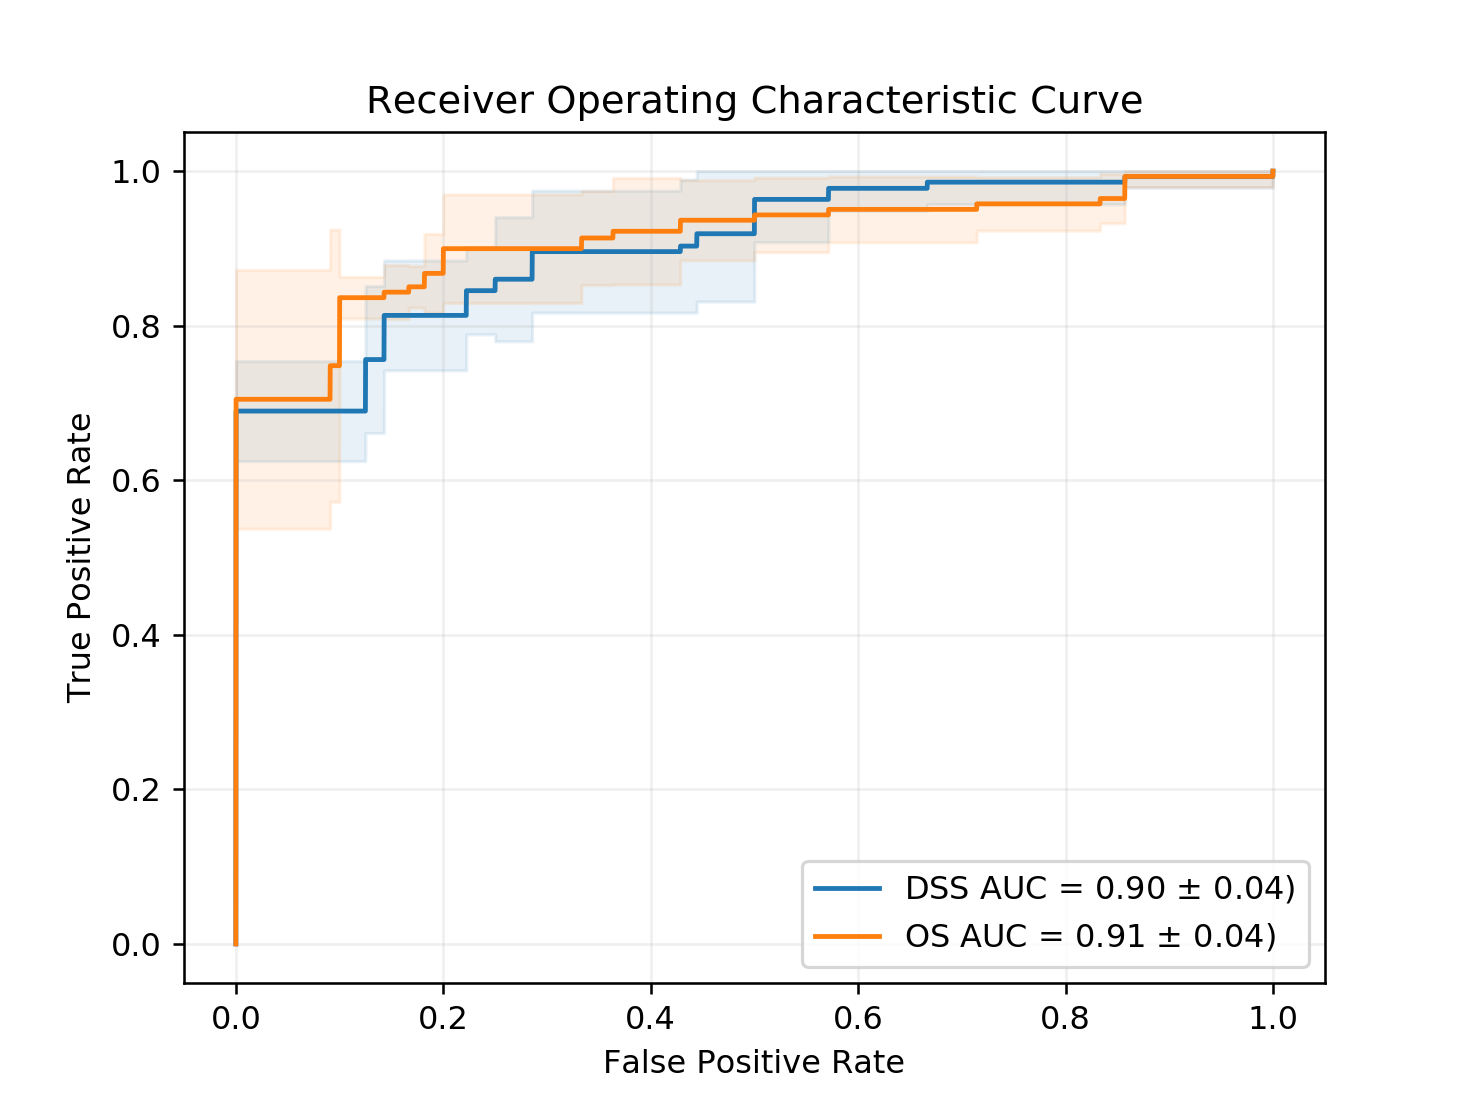 Receiver Operating Characteristic Curve
True Positive Rate
1.0
0.8
0.6
0.4
0.2
0.0
DSS AUC = 0.90 ± 0.04)
OS AUC = 0.91 ± 0.04)
0.0 0.2 0.4 0.6 0.8 1.0
False Positive Rate